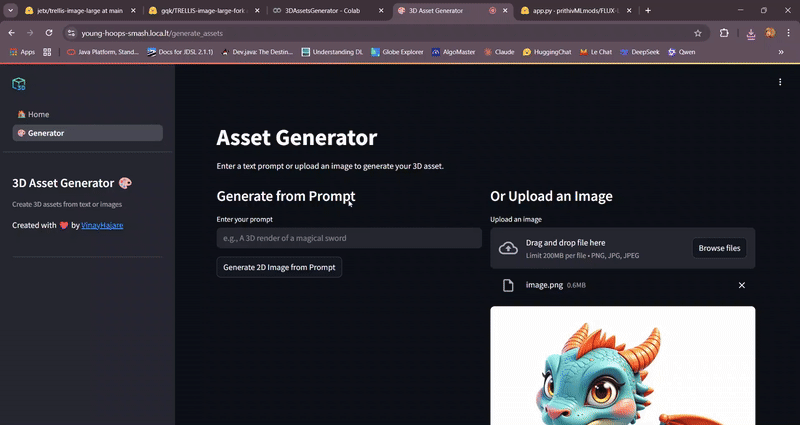 jetx/trellis-image-large at main
gqk/TRELLIS-image-large-fork
3DAssetsGenerator - Colab
3D Asset Generator
app.py · prithivMLmods/FLUX-L
young-hoops-smash.loca.lt/generate_assets
Apps
Java Platform, Stand...
Docs for JDSL 2.1.1)
Dev.java: The Destin...
Understanding DL
Globe Explorer
AlgoMaster
Claude
HuggingChat
Le Chat
DeepSeek
Qwen
3D
Home
Generator
3D Asset Generator
Create 3D assets from text or images
Created with ❤️ by VinayHajare
Asset Generator
Enter a text prompt or upload an image to generate your 3D asset.
Generate from Prompt
Enter your prompt
e.g., A 3D render of a magical sword
Generate 2D Image from Prompt
Or Upload an Image
Upload an image
Drag and drop file here
Limit 200MB per file • PNG, JPG, JPEG
Browse files
image.png 0.6MB